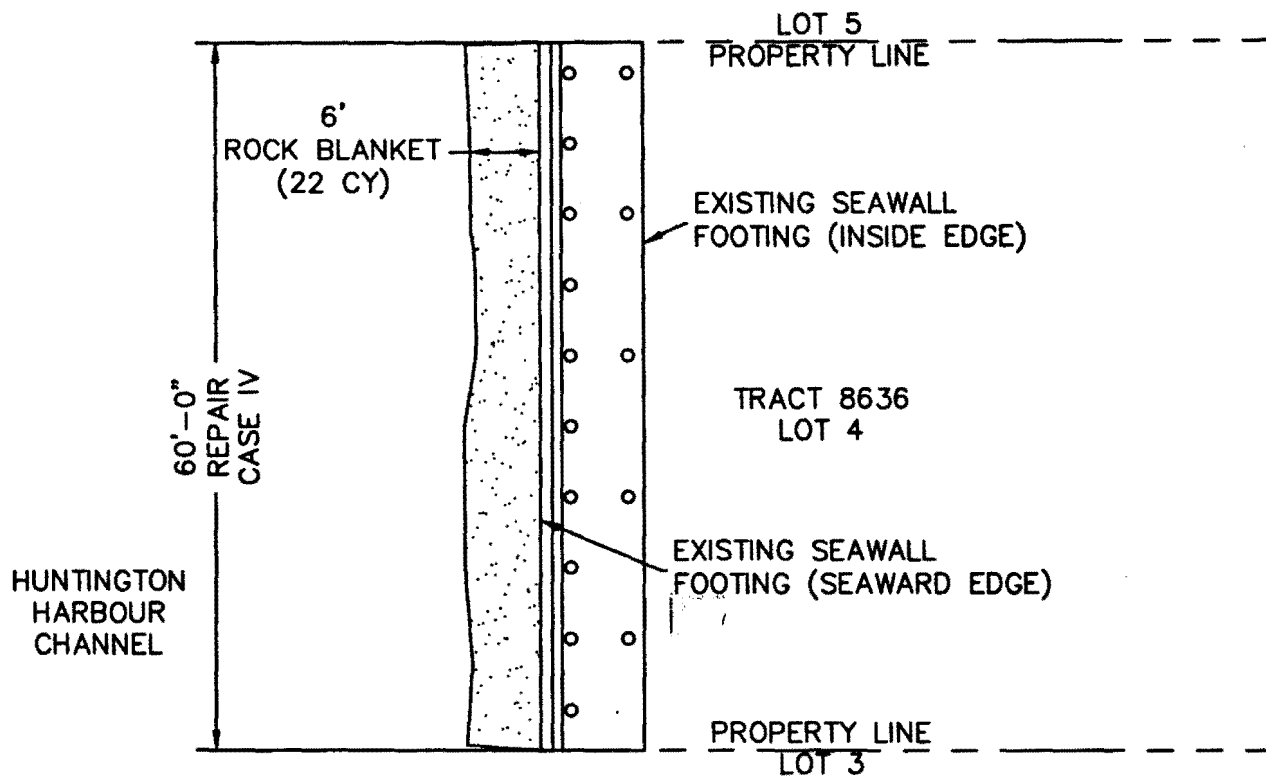 LOT 5
PROPERTY LINE
6'
ROCK BLANKET
(22 CY)
EXISTING SEAWALL
FOOTING (INSIDE EDGE)
60'-0"
REPAIR
CASE IV
TRACT 8636
LOT 4
EXISTING SEAWALL
FOOTING (SEAWARD EDGE)
HUNTINGTON
HARBOUR
CHANNEL
PROPERTY LINE
LOT 3